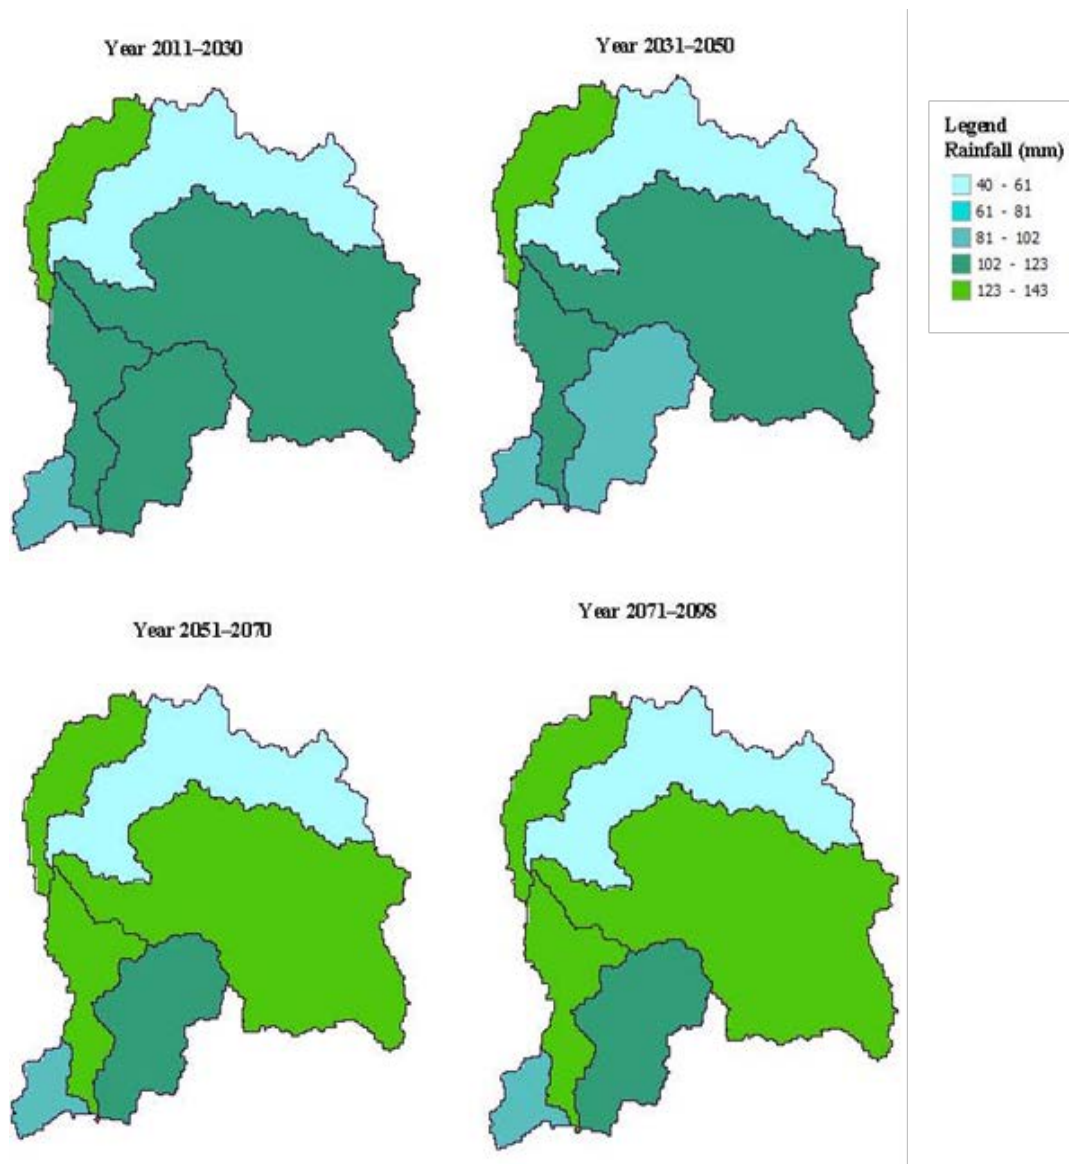 Year 2011–2030
Year 2031–2050
Legend
Rainfall (mm)
40 - 61
61 - 81
81 - 102
102 - 123
123 - 143
Year 2051–2070
Year 2071–2098